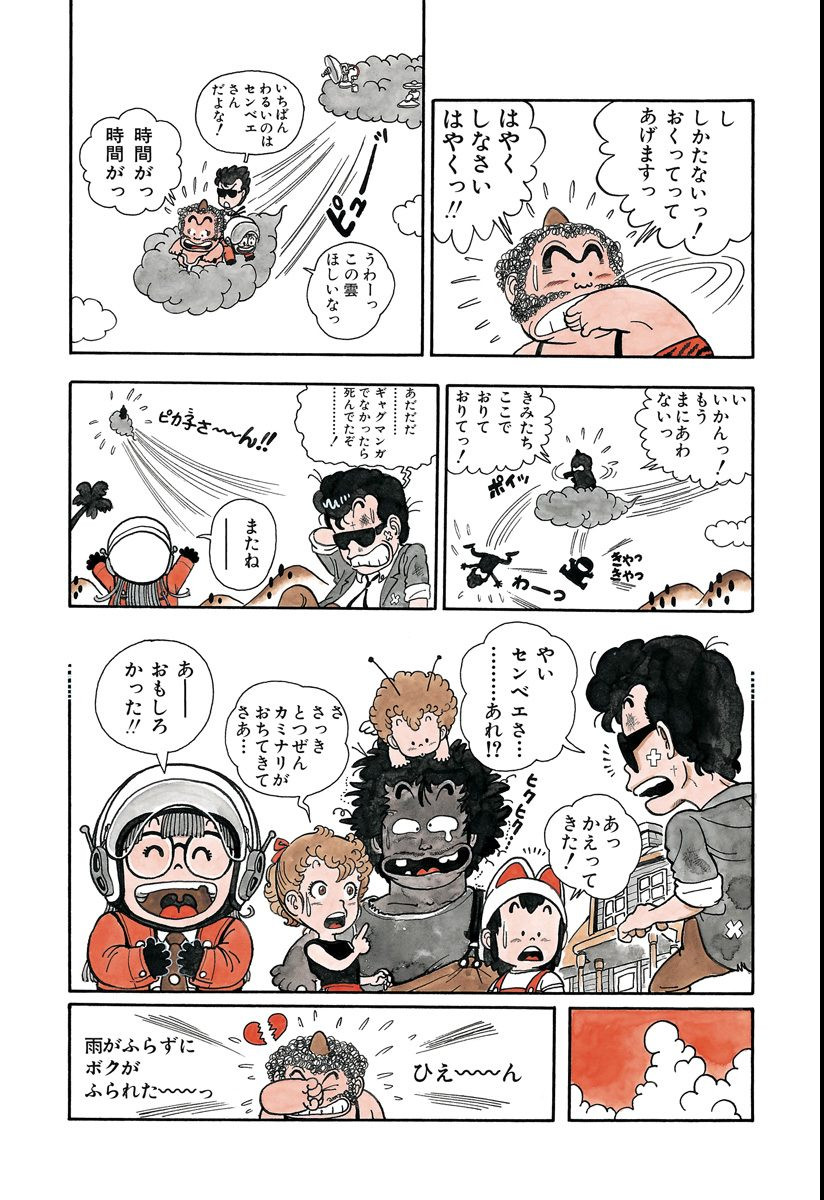 し
しかたないっ!
おくってって
あげますっ
はやく
しなさい
はやくっ!!
いちばん
わるいのは
センベエ
さん
だよな!
時間がっ
時間がっ
ピューッ
うわーっ
この雲
ほしいなっ
い
いかんっ!
もう
まにあわ
ないっ
きみたち
ここで
おりて
おりてっ!
ポイッ
わーっ
きゃっ
きゃっ
あだだだ
…………
ギャグマンガ
でなかったら
死んでたぞ
………!
ピカ子さ〜〜ん!!
またね
ー
やい
センベエさ…
………あれ!?
あっ
かえって
きた!
ヒクヒク
さ
さっき
とつぜん
カミナリが
おちてきて
さあ…
あー
おもしろ
かった!!
ひえ〜〜ん
雨がふらずに
ボクが
ふられた〜〜っ